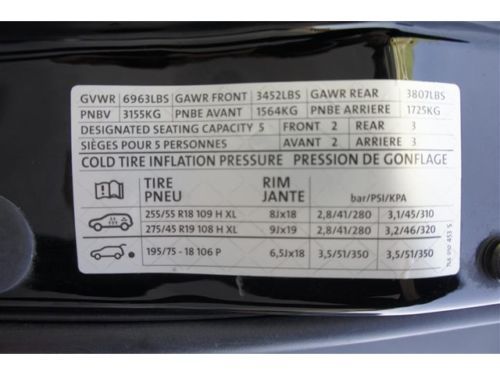 GVWR 6963LBS GAWR FRONT 3452LBS GAWR REAR 3807LBS
PNBV 3155KG PNBE AVANT 1564KG PNBE ARRIERE 1725KG
DESIGNATED SEATING CAPACITY 5 FRONT 2 REAR 3
SIÈGES POUR 5 PERSONNES AVANT 2 ARRIÈRE 3
COLD TIRE INFLATION PRESSURE PRESSION DE GONFLAGE
TIRE RIM
PNEU JANTE bar/PSI/KPA
255/55 R18 109 H XL 8Jx18 2,8/41/280 3,1/45/310
275/45 R19 108 H XL 9Jx19 2,8/41/280 3,2/46/320
195/75 - 18 106 P 6,5Jx18 3,5/51/350 3,5/51/350